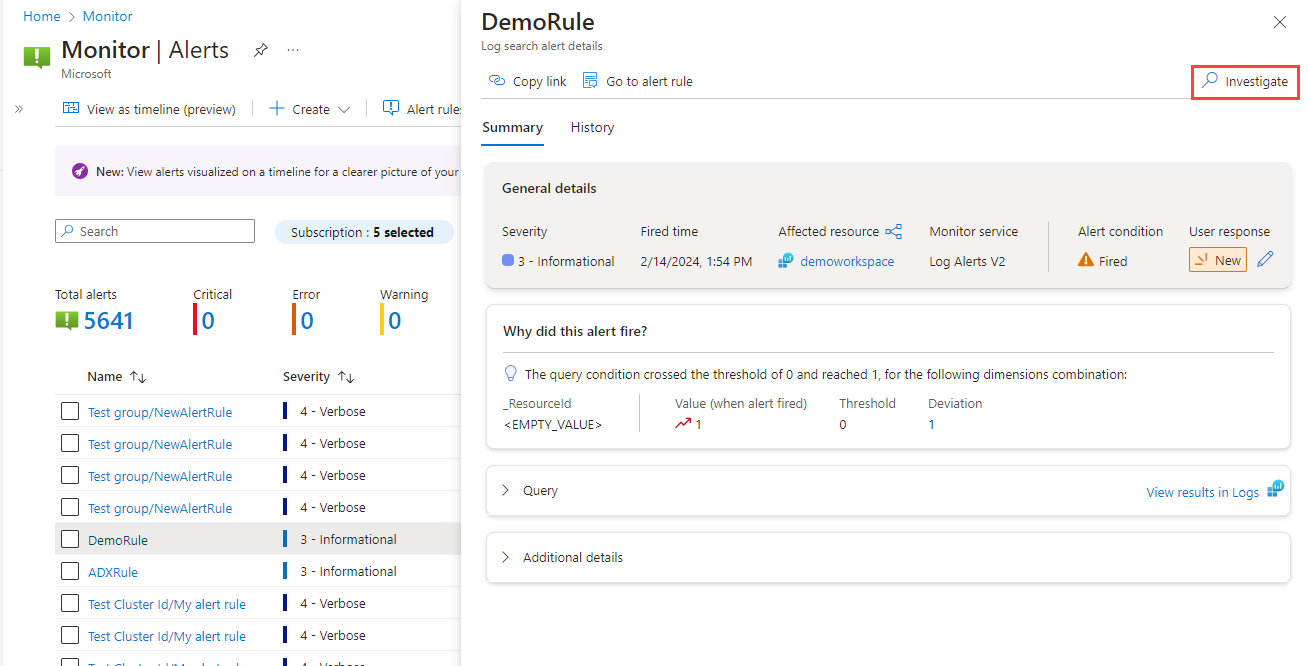 Home > Monitor
Monitor | Alerts ...
Microsoft
View as timeline (preview) Create Alert rules
New: View alerts visualized on a timeline for a clearer picture of your
Search
Subscription : 5 selected
Total alerts Critical Error Warning
5641 0 0 0
Name Severity
Test group/NewAlertRule 4 - Verbose
Test group/NewAlertRule 4 - Verbose
Test group/NewAlertRule 4 - Verbose
Test group/NewAlertRule 4 - Verbose
DemoRule 3 - Informational
ADXRule 3 - Informational
Test Cluster Id/My alert rule 4 - Verbose
Test Cluster Id/My alert rule 4 - Verbose
DemoRule
Log search alert details
Copy link Go to alert rule Investigate
Summary History
General details
Severity Fired time Affected resource Monitor service Alert condition User response
3 - Informational 2/14/2024, 1:54 PM demoworkspace Log Alerts V2 Fired New
Why did this alert fire?
The query condition crossed the threshold of 0 and reached 1, for the following dimensions combination:
_ResourceId Value (when alert fired) Threshold Deviation
<EMPTY_VALUE> 1 0 1
Query View results in Logs
Additional details